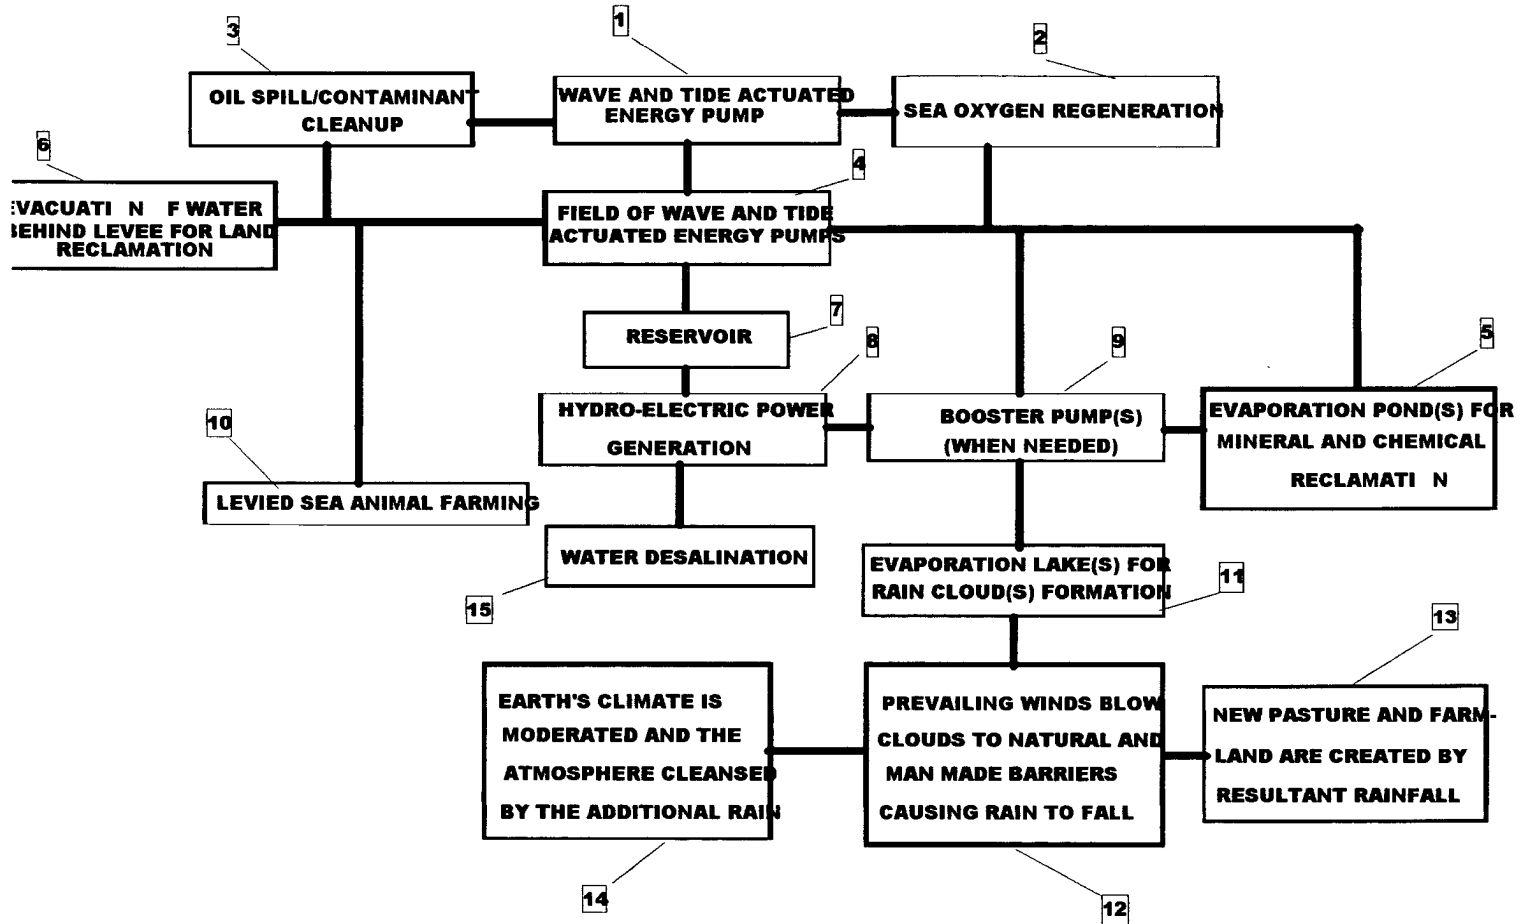 3
1
2
OIL SPILL/CONTAMINANT
CLEANUP
WAVE AND TIDE ACTUATED
ENERGY PUMP
SEA OXYGEN REGENERATION
6
4
EVACUATI N F WATER
BEHIND LEVEE FOR LAND
RECLAMATION
FIELD OF WAVE AND TIDE
ACTUATED ENERGY PUMPS
7
RESERVOIR
8
9
5
HYDRO-ELECTRIC POWER
GENERATION
BOOSTER PUMP(S)
(WHEN NEEDED)
EVAPORATION POND(S) FOR
MINERAL AND CHEMICAL
RECLAMATI N
10
LEVIED SEA ANIMAL FARMING
WATER DESALINATION
15
EVAPORATION LAKE(S) FOR
RAIN CLOUD(S) FORMATION
11
13
EARTH'S CLIMATE IS
MODERATED AND THE
ATMOSPHERE CLEANSED
BY THE ADDITIONAL RAIN
PREVAILING WINDS BLOW
CLOUDS TO NATURAL AND
MAN MADE BARRIERS
CAUSING RAIN TO FALL
NEW PASTURE AND FARM-
LAND ARE CREATED BY
RESULTANT RAINFALL
14
12